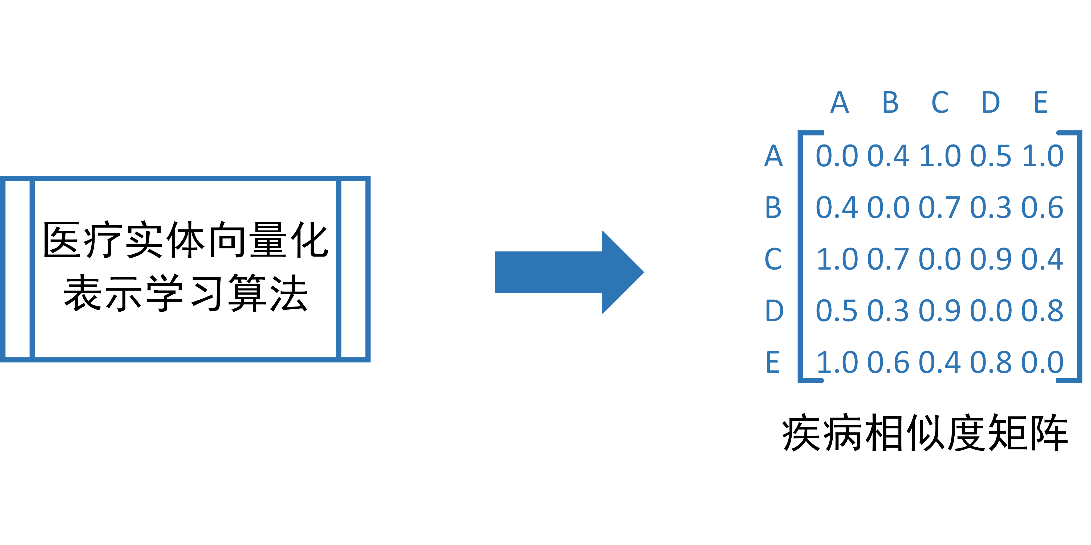 医疗实体向量化
表示学习算法
A B C D E
A 0.0 0.4 1.0 0.5 1.0
B 0.4 0.0 0.7 0.3 0.6
C 1.0 0.7 0.0 0.9 0.4
D 0.5 0.3 0.9 0.0 0.8
E 1.0 0.6 0.4 0.8 0.0
疾病相似度矩阵